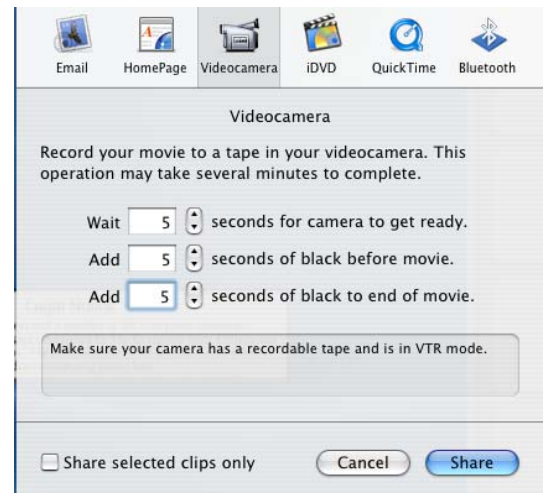 Email HomePage Videocamera iDVD QuickTime Bluetooth
Videocamera
Record your movie to a tape in your videocamera. This
operation may take several minutes to complete.
Wait 5 seconds for camera to get ready.
Add 5 seconds of black before movie.
Add 5 seconds of black to end of movie.
Make sure your camera has a recordable tape and is in VTR mode.
Share selected clips only Cancel Share